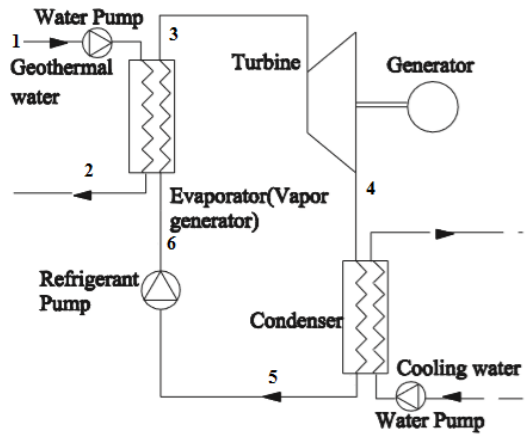 Water Pump
1
3
Geothermal
water
Turbine
Generator
2
Evaporator(Vapor
generator)
4
6
Refrigerant
Pump
Condenser
5
Cooling water
Water Pump